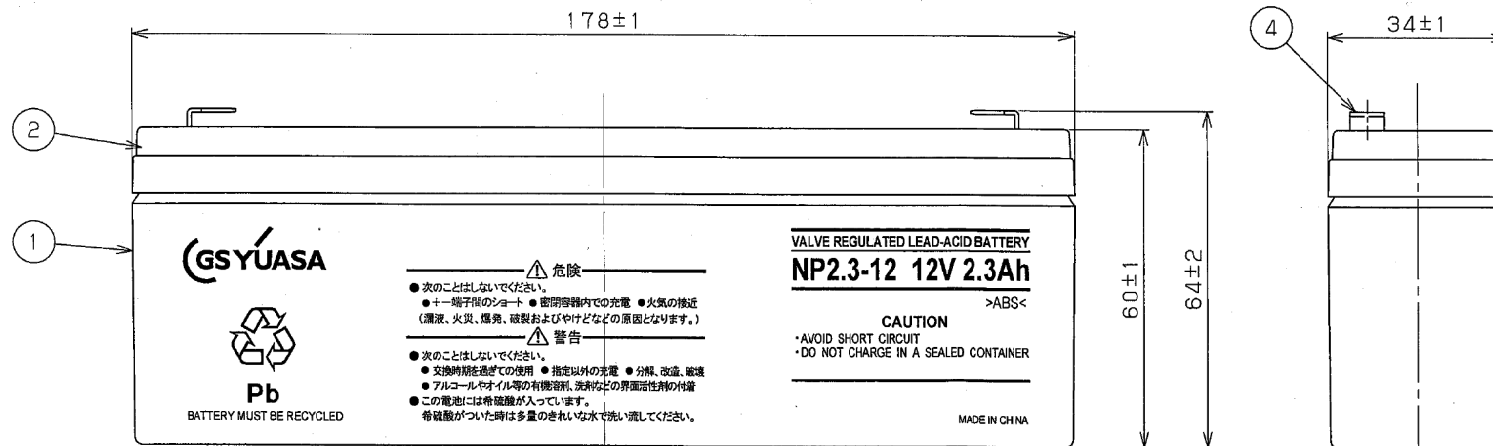 178±1
34±1
4
2
1
GS YUASA
Pb
BATTERY MUST BE RECYCLED
危険
● 次のことはしないでください。
● +−端子間のショート ● 密閉容器内での充電 ● 火気の接近
(漏液、火災、爆発、破裂およびやけどなどの原因となります。)
警告
● 次のことはしないでください。
● 交換時期を過ぎての使用 ● 指定以外の充電 ● 分解、改造、破壊
● アルコールやオイル等の有機溶剤、洗剤などの界面活性剤の付着
● この電池には希硫酸が入っています。
希硫酸がついた時は多量のきれいな水で洗い流してください。
VALVE REGULATED LEAD-ACID BATTERY
NP2.3-12 12V 2.3Ah
>ABS<
CAUTION
・AVOID SHORT CIRCUIT
・DO NOT CHARGE IN A SEALED CONTAINER
MADE IN CHINA
60±1
64±2